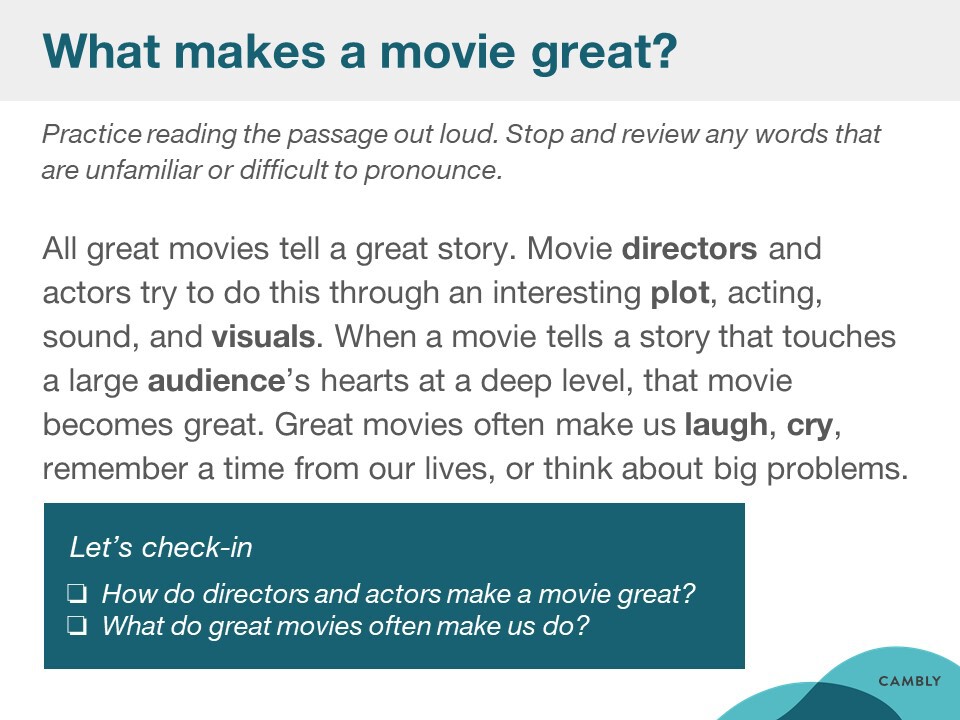 What makes a movie great?
Practice reading the passage out loud. Stop and review any words that
are unfamiliar or difficult to pronounce.
All great movies tell a great story. Movie directors and
actors try to do this through an interesting plot, acting,
sound, and visuals. When a movie tells a story that touches
a large audience’s hearts at a deep level, that movie
becomes great. Great movies often make us laugh, cry,
remember a time from our lives, or think about big problems.
Let’s check-in
❏ How do directors and actors make a movie great?
❏ What do great movies often make us do?
CAMBLY